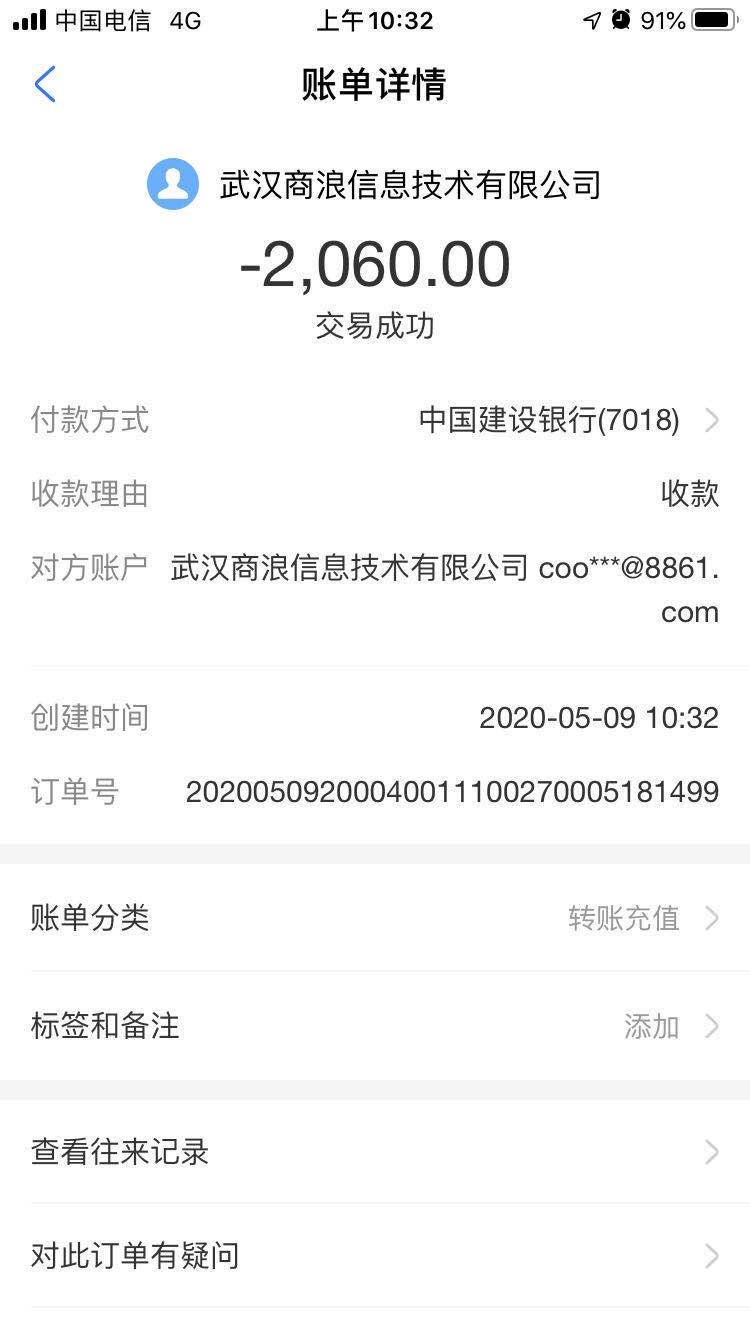 中国电信 4G 上午10:32 91%
账单详情
武汉商浪信息技术有限公司
-2,060.00
交易成功
付款方式 中国建设银行(7018)
收款理由 收款
对方账户 武汉商浪信息技术有限公司 coo***@8861.
com
创建时间 2020-05-09 10:32
订单号 20200509200040011100270005181499
账单分类 转账充值
标签和备注 添加
查看往来记录
对此订单有疑问